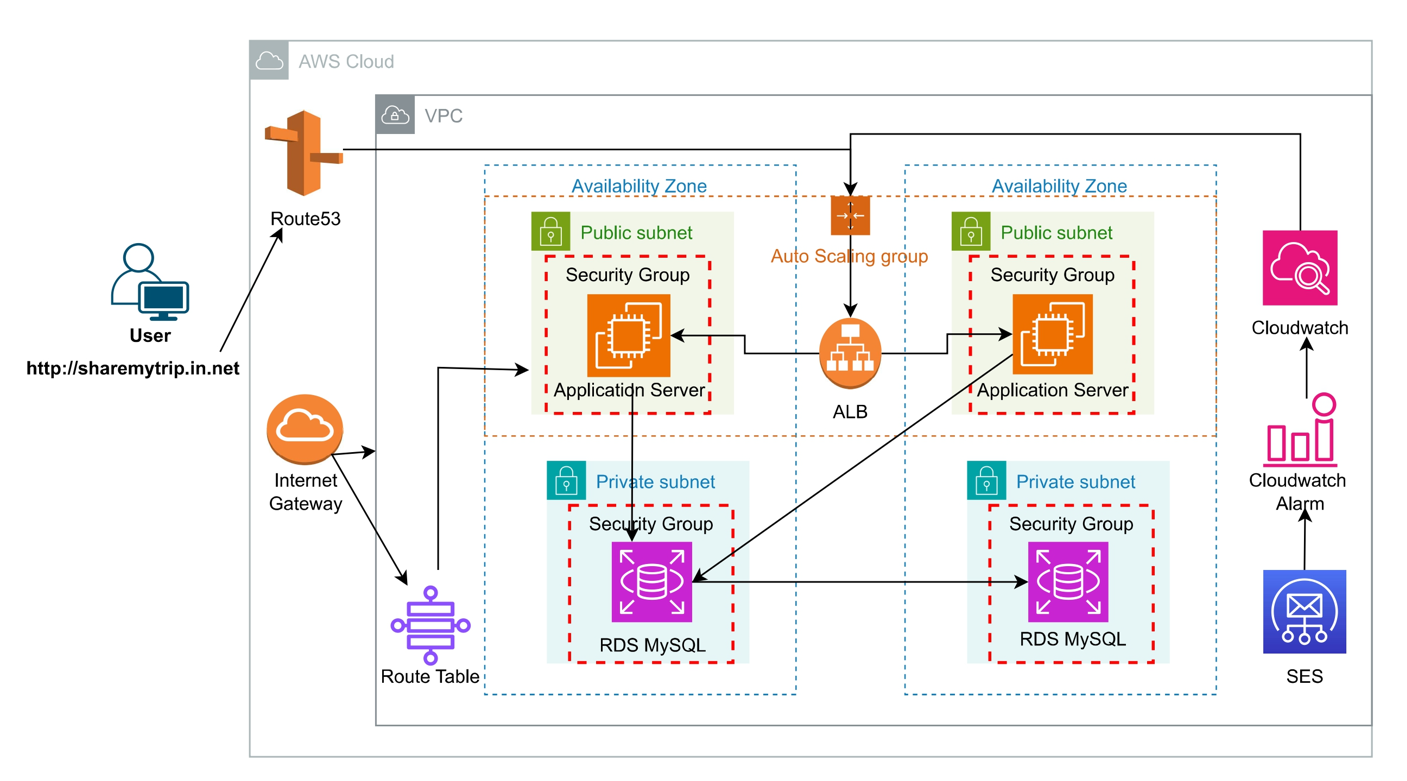 AWS Cloud
VPC
Route53
User
http://sharemytrip.in.net
Internet
Gateway
Route Table
Availability Zone
Public subnet
Security Group
Application Server
Private subnet
Security Group
RDS MySQL
Auto Scaling group
ALB
Availability Zone
Public subnet
Security Group
Application Server
Private subnet
Security Group
RDS MySQL
Cloudwatch
Cloudwatch
Alarm
SES